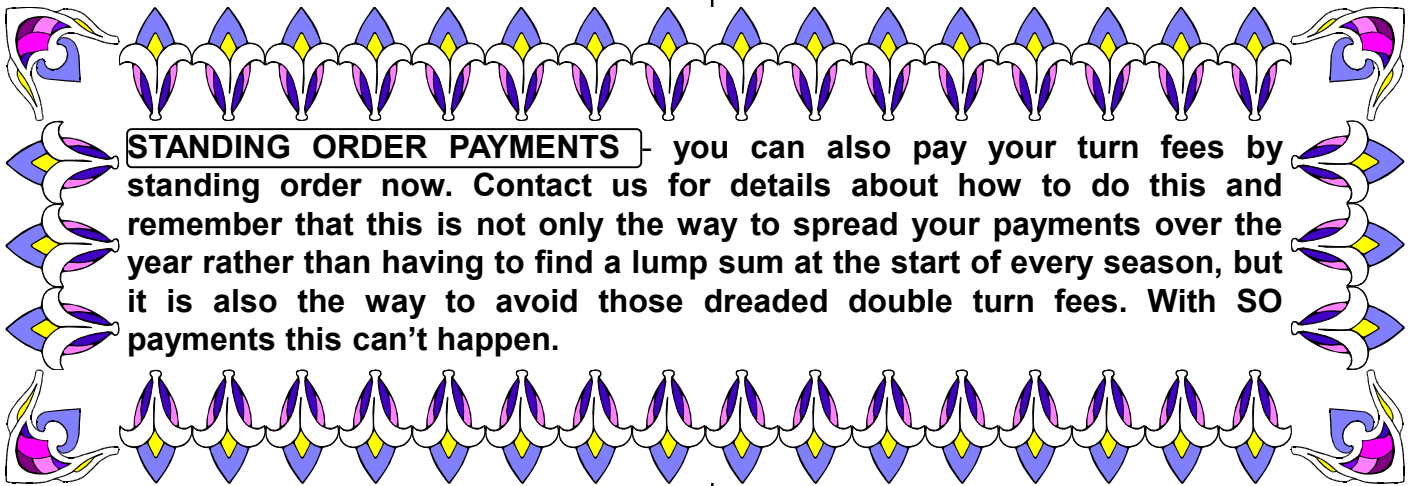 STANDING ORDER PAYMENTS - you can also pay your turn fees by
standing order now. Contact us for details about how to do this and
remember that this is not only the way to spread your payments over the
year rather than having to find a lump sum at the start of every season, but
it is also the way to avoid those dreaded double turn fees. With SO
payments this can’t happen.